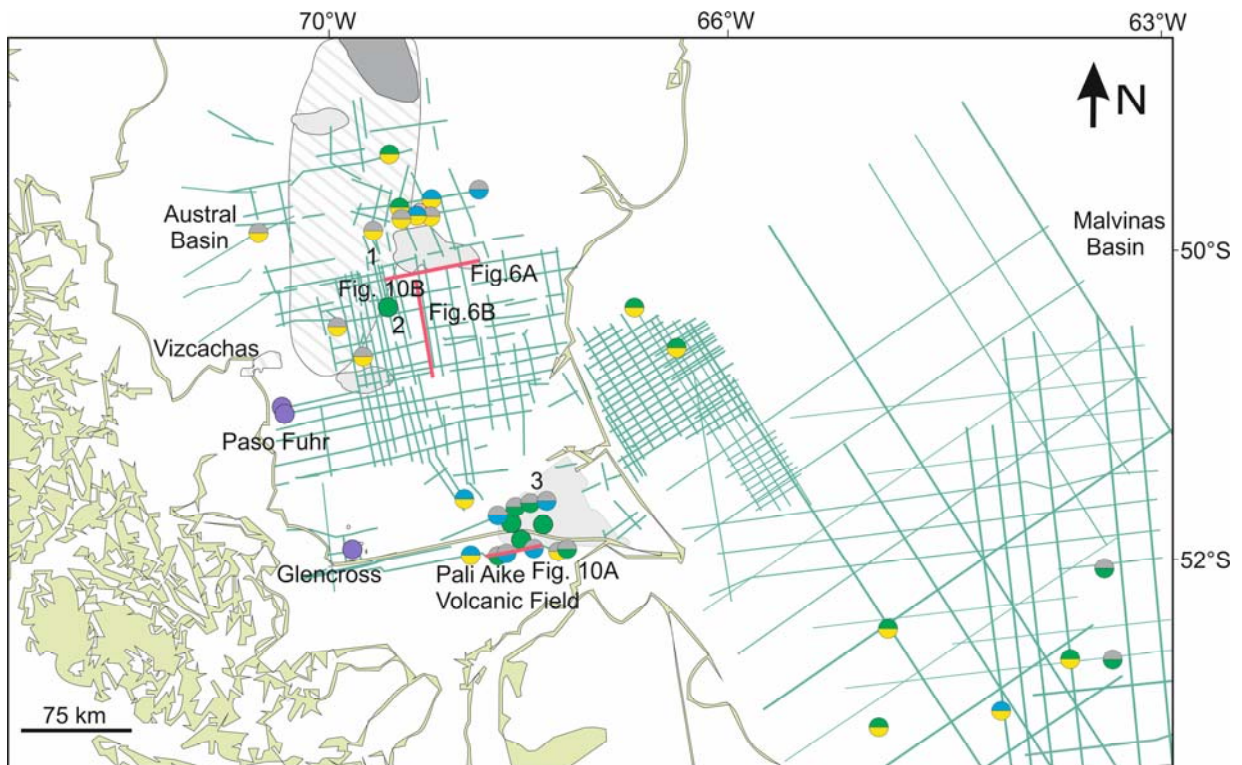 70°W
66°W
63°W
N
Austral
Basin
Malvinas
Basin
50°S
1
Fig.6A
Fig. 10B
Fig.6B
2
Vizcachas
Paso Fuhr
3
Glencross
Pali Aike
Volcanic Field
Fig. 10A
52°S
75 km